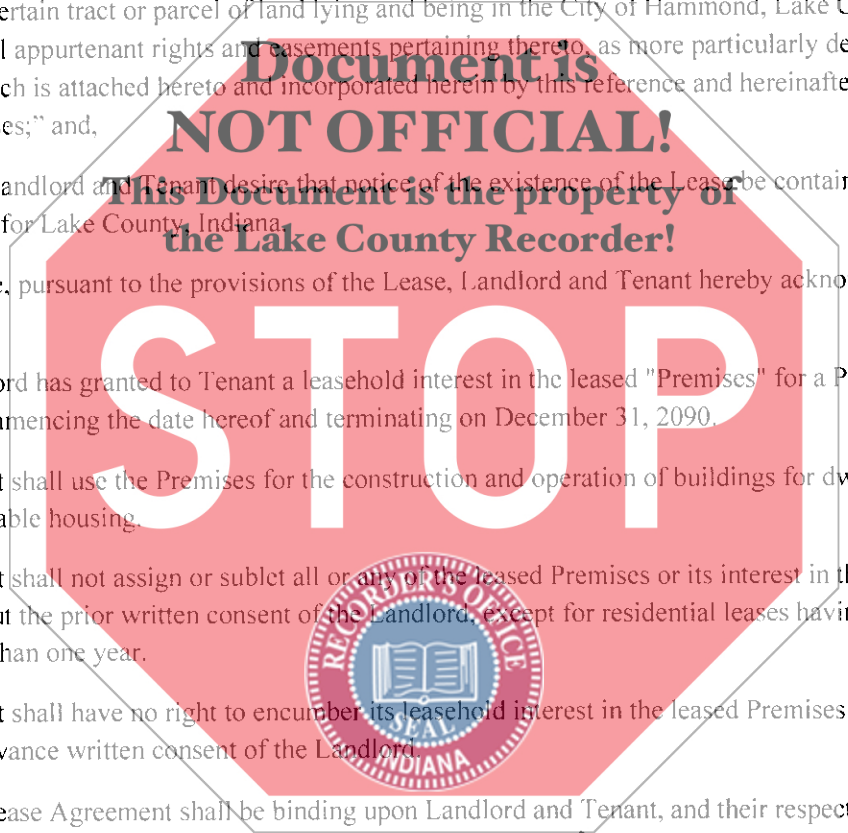 ertain tract or parcel of land lying and being in the City of Hammond, Lake C
l appurtenant rights and easements pertaining thereto, as more particularly de
ch is attached hereto and incorporated herein by this reference and hereinafte
es;" and,
andlord and Tenant desire that notice of the existence of the Lease be contain
for Lake County, Indiana.
e, pursuant to the provisions of the Lease, Landlord and Tenant hereby ackno
ord has granted to Tenant a leasehold interest in the leased "Premises" for a P
mmencing the date hereof and terminating on December 31, 2090.
t shall use the Premises for the construction and operation of buildings for dw
able housing.
t shall not assign or sublet all or any of the leased Premises or its interest in th
ut the prior written consent of the Landlord, except for residential leases havin
han one year.
t shall have no right to encumber its leasehold interest in the leased Premises
vance written consent of the Landlord.
ease Agreement shall be binding upon Landlord and Tenant, and their respect
Document is
NOT OFFICIAL!
This Document is the property of
the Lake County Recorder!
STOP
RECORDER'S OFFICE
SEAL
INDIANA